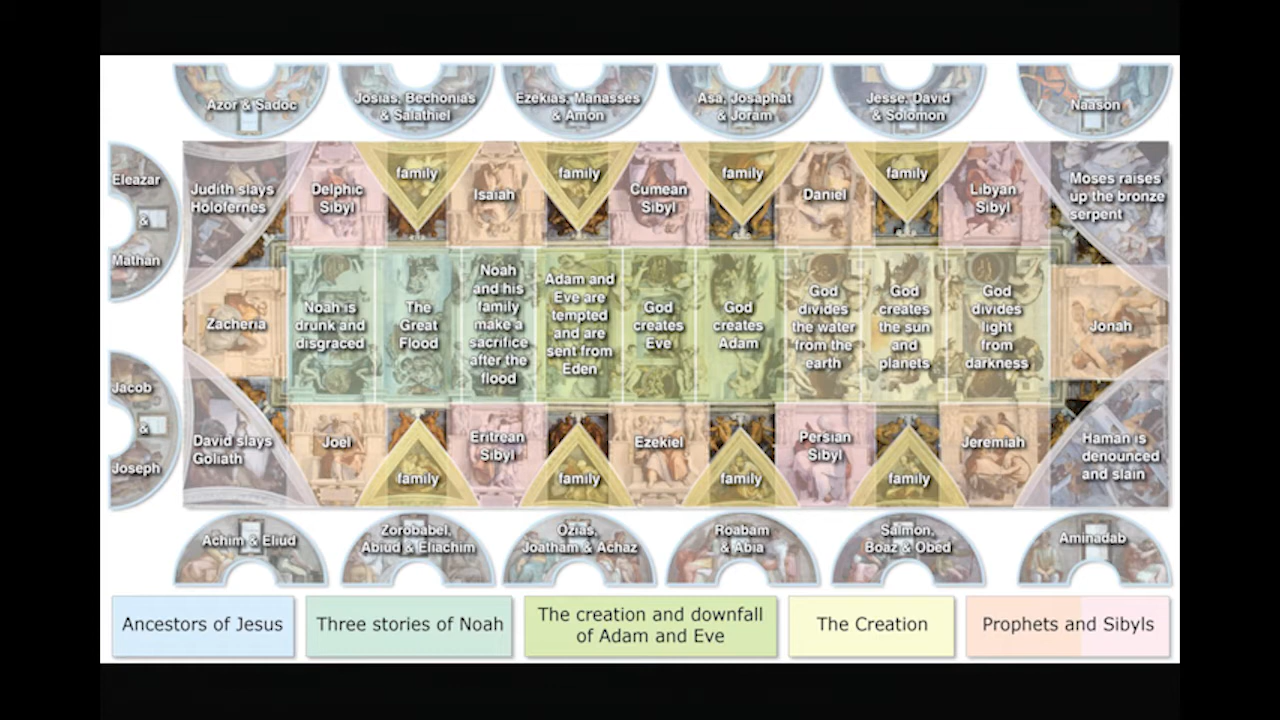 Azor & Sadoc
Josias, Bechonias
& Salathiel
Ezekias, Manasses
& Amon
Asa, Josaphat
& Joram
Jesse, David
& Solomon
Naason
Eleazar
&
Mathan
Judith slays
Holofernes
Delphic
Sibyl
family
Isaiah
family
Cumean
Sibyl
family
Daniel
family
Libyan
Sibyl
Moses raises
up the bronze
serpent
Zacheria
Noah is
drunk and
disgraced
The
Great
Flood
Noah
and his
family
make a
sacrifice
after the
flood
Adam and
Eve are
tempted
and are
sent from
Eden
God
creates
Eve
God
creates
Adam
God
divides
the water
from the
earth
God
creates
the sun
and
planets
God
divides
light
from
darkness
Jonah
Jacob
&
Joseph
David slays
Goliath
Joel
family
Eritrean
Sibyl
family
Ezekiel
family
Persian
Sibyl
family
Jeremiah
Haman is
denounced
and slain
Achim & Eliud
Zorobabel,
Abiud & Eliachim
Ozias,
Joatham & Achaz
Roabam
& Abia
Salmon,
Boaz & Obed
Aminadab
Ancestors of Jesus
Three stories of Noah
The creation and downfall
of Adam and Eve
The Creation
Prophets and Sibyls